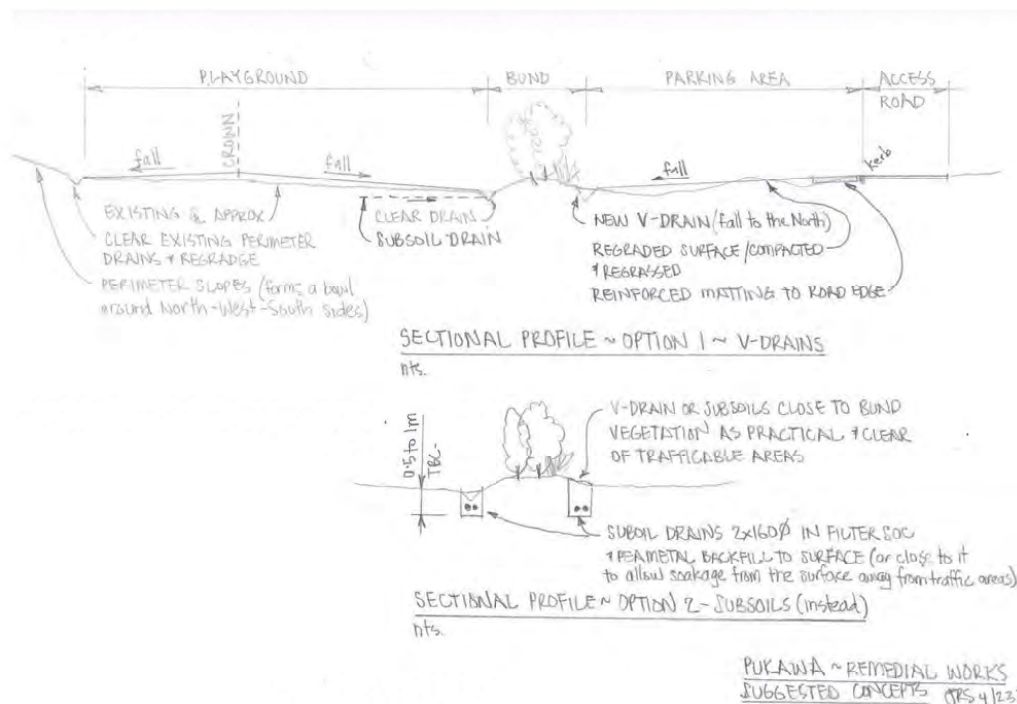 PLAYGROUND
BUND
PARKING AREA
ACCESS
ROAD
CROWN
fall
fall
fall
kerb
EXISTING GL APPROX
CLEAR EXISTING PERIMETER
DRAINS & REGRADGE
PERIMETER SLOPES (forms a bowl
around North-West-South sides)
CLEAR DRAIN
SUBSOIL DRAIN
NEW V-DRAIN (fall to the North)
REGRADED SURFACE/COMPACTED
& REGRASSED
REINFORCED MATTING TO ROAD EDGE
SECTIONAL PROFILE ~ OPTION 1 ~ V-DRAINS
nts.
0.5 to 1m
TBC-
V-DRAIN OR SUBSOILS CLOSE TO BUND
VEGETATION AS PRACTICAL & CLEAR
OF TRAFFICABLE AREAS
SUBOIL DRAINS 2x160Ø IN FILTER SOC
& PEAMETAL BACKFILL TO SURFACE (or close to it
to allow soakage from the surface away from traffic areas)
SECTIONAL PROFILE ~ OPTION 2 - SUBSOILS (instead)
nts.
PUKAWA ~ REMEDIAL WORKS
SUGGESTED CONCEPTS 4/23